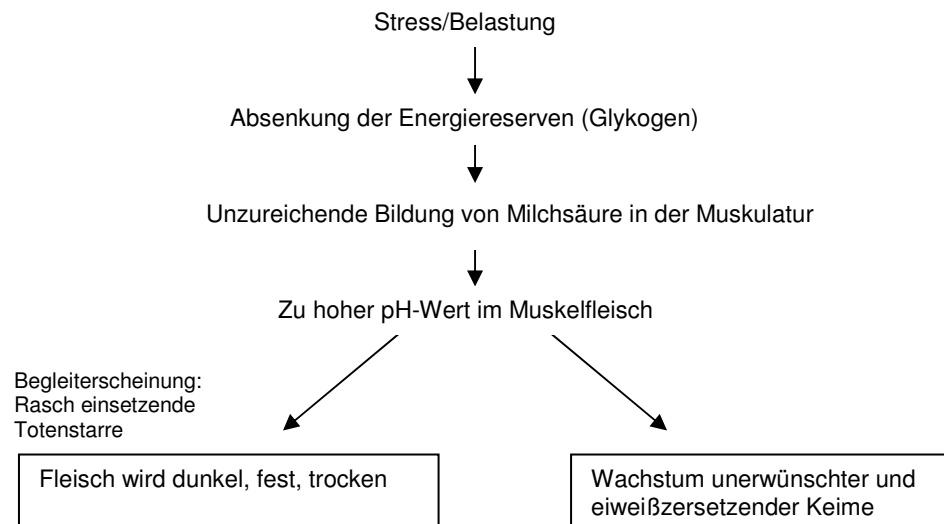 Stress/Belastung
Absenkung der Energiereserven (Glykogen)
Unzureichende Bildung von Milchsäure in der Muskulatur
Zu hoher pH-Wert im Muskelfleisch
Begleiterscheinung:
Rasch einsetzende
Totenstarre
Fleisch wird dunkel, fest, trocken
Wachstum unerwünschter und
eiweißzersetzender Keime